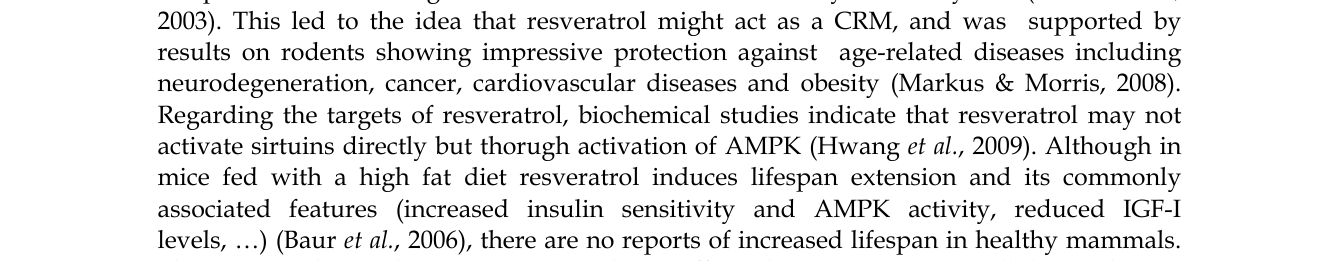 2003). This led to the idea that resveratrol might act as a CRM, and was supported by
results on rodents showing impressive protection against age-related diseases including
neurodegeneration, cancer, cardiovascular diseases and obesity (Markus & Morris, 2008).
Regarding the targets of resveratrol, biochemical studies indicate that resveratrol may not
activate sirtuins directly but thorugh activation of AMPK (Hwang et al., 2009). Although in
mice fed with a high fat diet resveratrol induces lifespan extension and its commonly
associated features (increased insulin sensitivity and AMPK activity, reduced IGF-I
levels, …) (Baur et al., 2006), there are no reports of increased lifespan in healthy mammals.